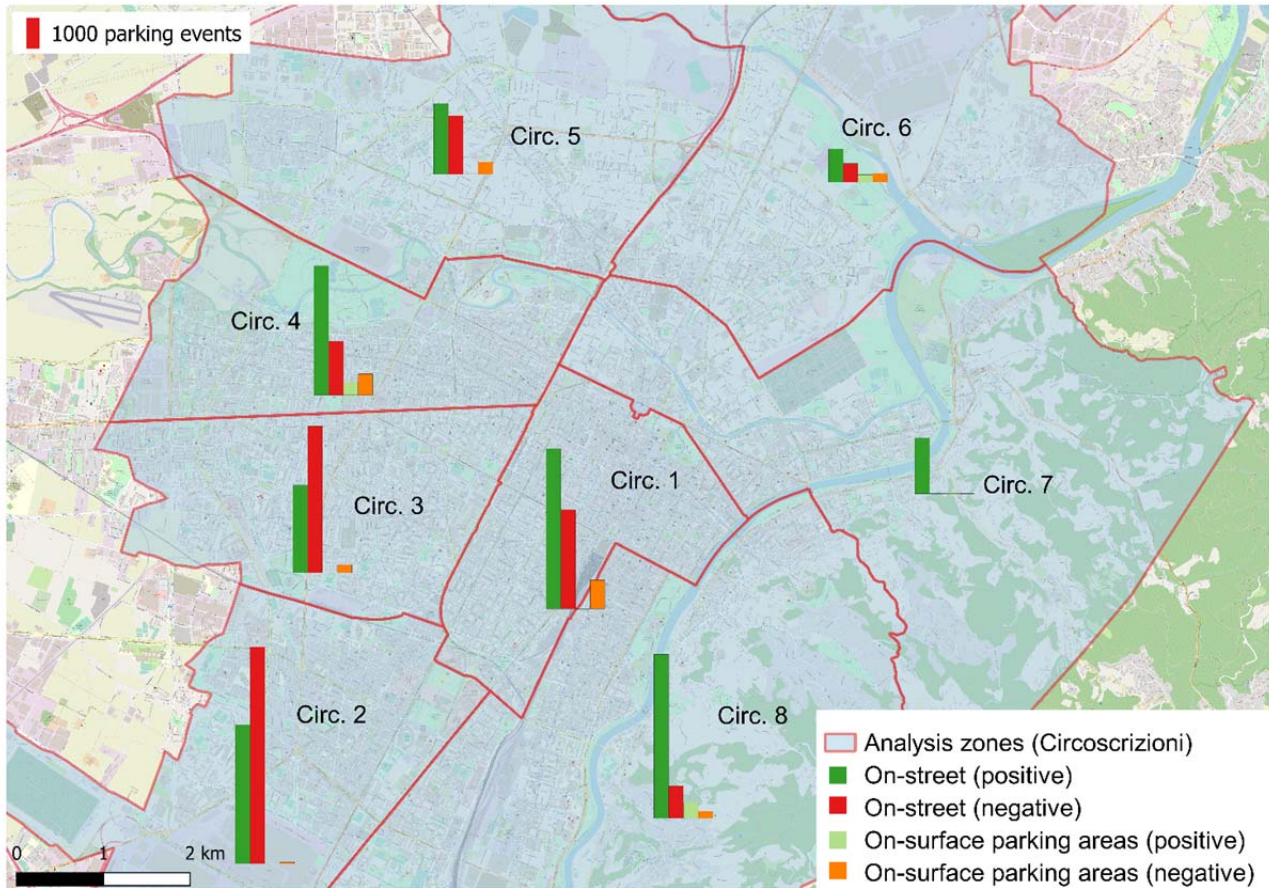 1000 parking events
Circ. 5
Circ. 6
Circ. 4
Circ. 1
Circ. 7
Circ. 3
Circ. 2
Circ. 8
Analysis zones (Circoscrizioni)
On-street (positive)
On-street (negative)
On-surface parking areas (positive)
On-surface parking areas (negative)
0 1 2 km